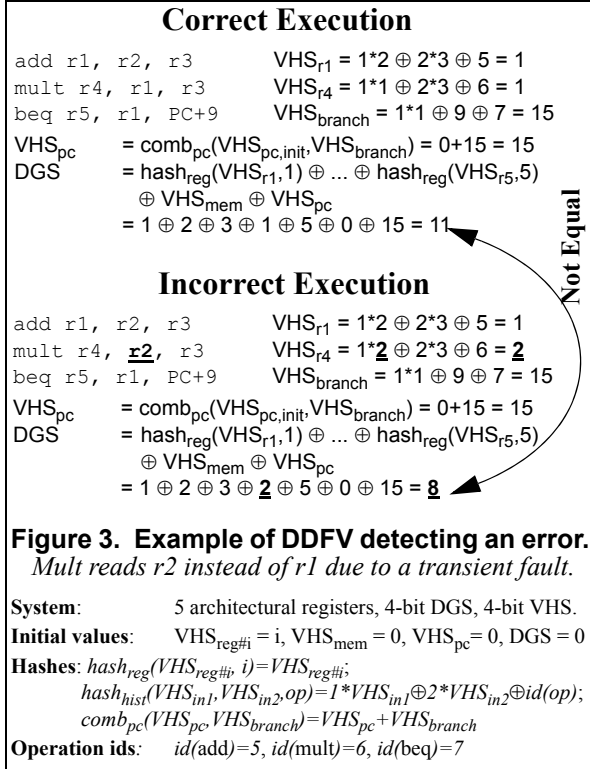 Correct Execution
add r1, r2, r3 VHSr1 = 1*2 ⊕ 2*3 ⊕ 5 = 1
mult r4, r1, r3 VHSr4 = 1*1 ⊕ 2*3 ⊕ 6 = 1
beq r5, r1, PC+9 VHSbranch = 1*1 ⊕ 9 ⊕ 7 = 15
VHSpc = combpc(VHSpc,init,VHSbranch) = 0+15 = 15
DGS = hashreg(VHSr1,1) ⊕ ... ⊕ hashreg(VHSr5,5)
⊕ VHSmem ⊕ VHSpc
= 1 ⊕ 2 ⊕ 3 ⊕ 1 ⊕ 5 ⊕ 0 ⊕ 15 = 11
Not Equal
Incorrect Execution
add r1, r2, r3 VHSr1 = 1*2 ⊕ 2*3 ⊕ 5 = 1
mult r4, r2, r3 VHSr4 = 1*2 ⊕ 2*3 ⊕ 6 = 2
beq r5, r1, PC+9 VHSbranch = 1*1 ⊕ 9 ⊕ 7 = 15
VHSpc = combpc(VHSpc,init,VHSbranch) = 0+15 = 15
DGS = hashreg(VHSr1,1) ⊕ ... ⊕ hashreg(VHSr5,5)
⊕ VHSmem ⊕ VHSpc
= 1 ⊕ 2 ⊕ 3 ⊕ 2 ⊕ 5 ⊕ 0 ⊕ 15 = 8
Figure 3. Example of DDFV detecting an error.
Mult reads r2 instead of r1 due to a transient fault.
System: 5 architectural registers, 4-bit DGS, 4-bit VHS.
Initial values: VHSreg#i = i, VHSmem = 0, VHSpc= 0, DGS = 0
Hashes: hashreg(VHSreg#i, i)=VHSreg#i;
hashhist(VHSin1,VHSin2,op)=1*VHSin1⊕2*VHSin2⊕id(op);
combpc(VHSpc,VHSbranch)=VHSpc+VHSbranch
Operation ids: id(add)=5, id(mult)=6, id(beq)=7